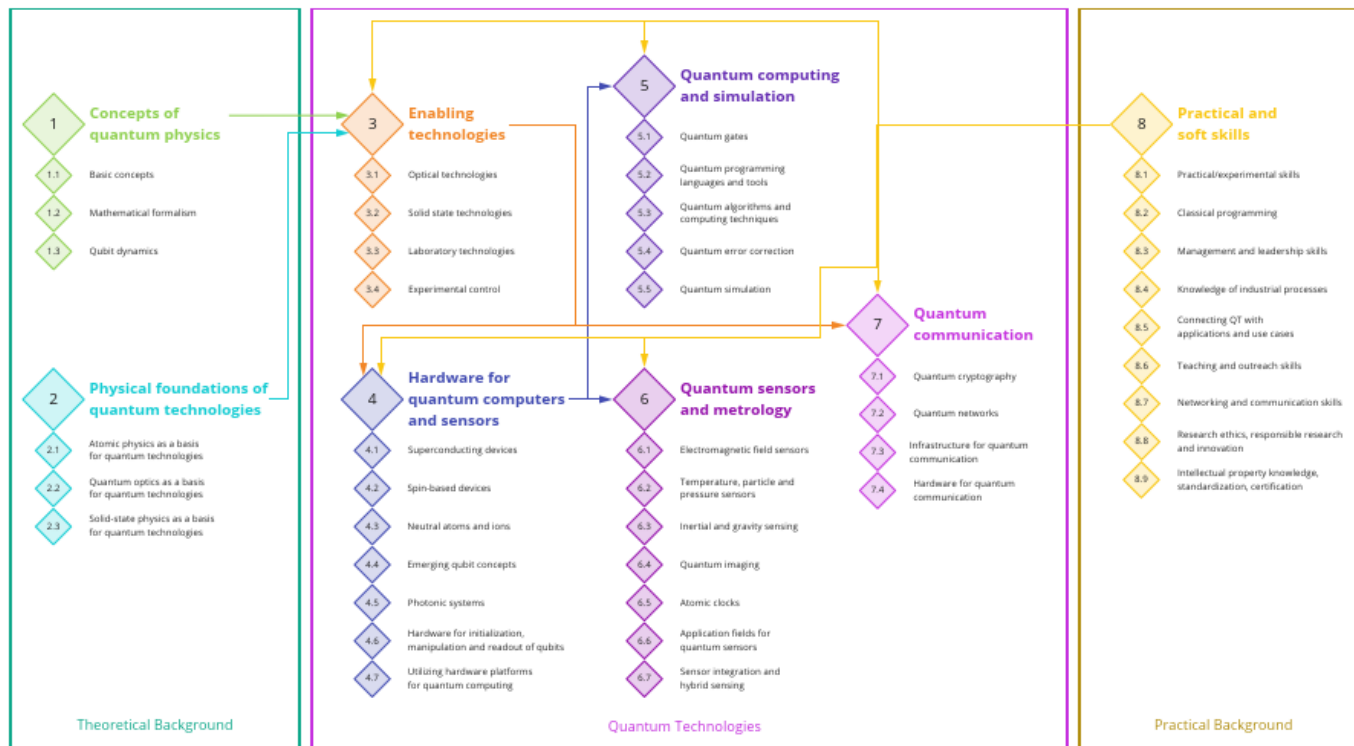 1
Concepts of
quantum physics
1.1
Basic concepts
1.2
Mathematical formalism
1.3
Qubit dynamics
2
Physical foundations of
quantum technologies
2.1
Atomic physics as a basis
for quantum technologies
2.2
Quantum optics as a basis
for quantum technologies
2.3
Solid-state physics as a basis
for quantum technologies
Theoretical Background
3
Enabling
technologies
3.1
Optical technologies
3.2
Solid state technologies
3.3
Laboratory technologies
3.4
Experimental control
4
Hardware for
quantum computers
and sensors
4.1
Superconducting devices
4.2
Spin-based devices
4.3
Neutral atoms and ions
4.4
Emerging qubit concepts
4.5
Photonic systems
4.6
Hardware for initialization,
manipulation and readout of qubits
4.7
Utilizing hardware platforms
for quantum computing
5
Quantum computing
and simulation
5.1
Quantum gates
5.2
Quantum programming
languages and tools
5.3
Quantum algorithms and
computing techniques
5.4
Quantum error correction
5.5
Quantum simulation
6
Quantum sensors
and metrology
6.1
Electromagnetic field sensors
6.2
Temperature, particle and
pressure sensors
6.3
Inertial and gravity sensing
6.4
Quantum imaging
6.5
Atomic clocks
6.6
Application fields for
quantum sensors
6.7
Sensor integration and
hybrid sensing
7
Quantum
communication
7.1
Quantum cryptography
7.2
Quantum networks
7.3
Infrastructure for quantum
communication
7.4
Hardware for quantum
communication
Quantum Technologies
8
Practical and
soft skills
8.1
Practical/experimental skills
8.2
Classical programming
8.3
Management and leadership skills
8.4
Knowledge of industrial processes
8.5
Connecting QT with
applications and use cases
8.6
Teaching and outreach skills
8.7
Networking and communication skills
8.8
Research ethics, responsible research
and innovation
8.9
Intellectual property knowledge,
standardization, certification
Practical Background